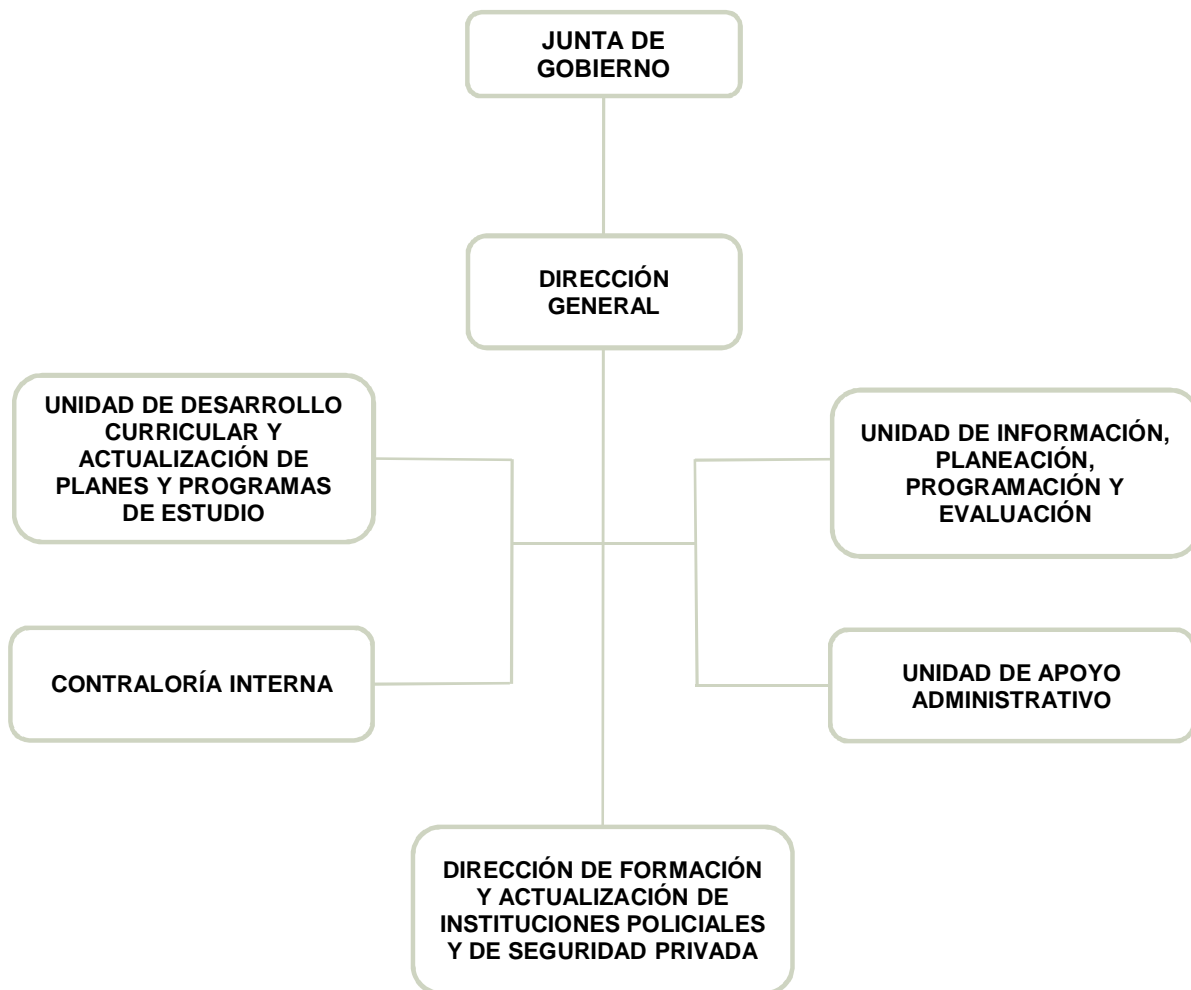 JUNTA DE
GOBIERNO
DIRECCIÓN
GENERAL
UNIDAD DE DESARROLLO
CURRICULAR Y
ACTUALIZACIÓN DE
PLANES Y PROGRAMAS
DE ESTUDIO
UNIDAD DE INFORMACIÓN,
PLANEACIÓN,
PROGRAMACIÓN Y
EVALUACIÓN
CONTRALORÍA INTERNA
UNIDAD DE APOYO
ADMINISTRATIVO
DIRECCIÓN DE FORMACIÓN
Y ACTUALIZACIÓN DE
INSTITUCIONES POLICIALES
Y DE SEGURIDAD PRIVADA